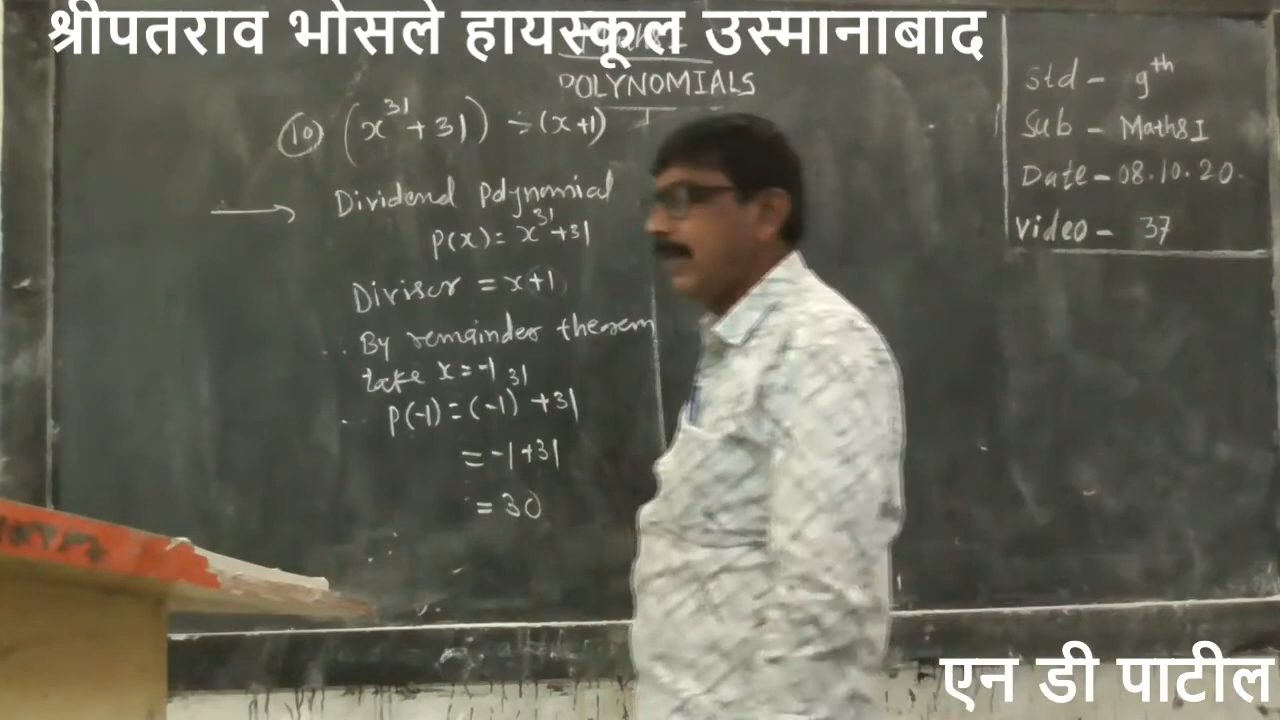 श्रीपतराव भोसले हायस्कूल उस्मानाबाद
POLYNOMIALS
(10) (x³¹+31) ÷ (x+1)
→ Dividend polynomial
p(x) = x³¹+31
Divisor = x+1
∴ By remainder theorem
take x = -1
∴ p(-1) = (-1)³¹ + 31
= -1+31
= 30
Std - 9th
Sub - Maths I
Date - 08.10.20.
Video - 37
एन डी पाटील